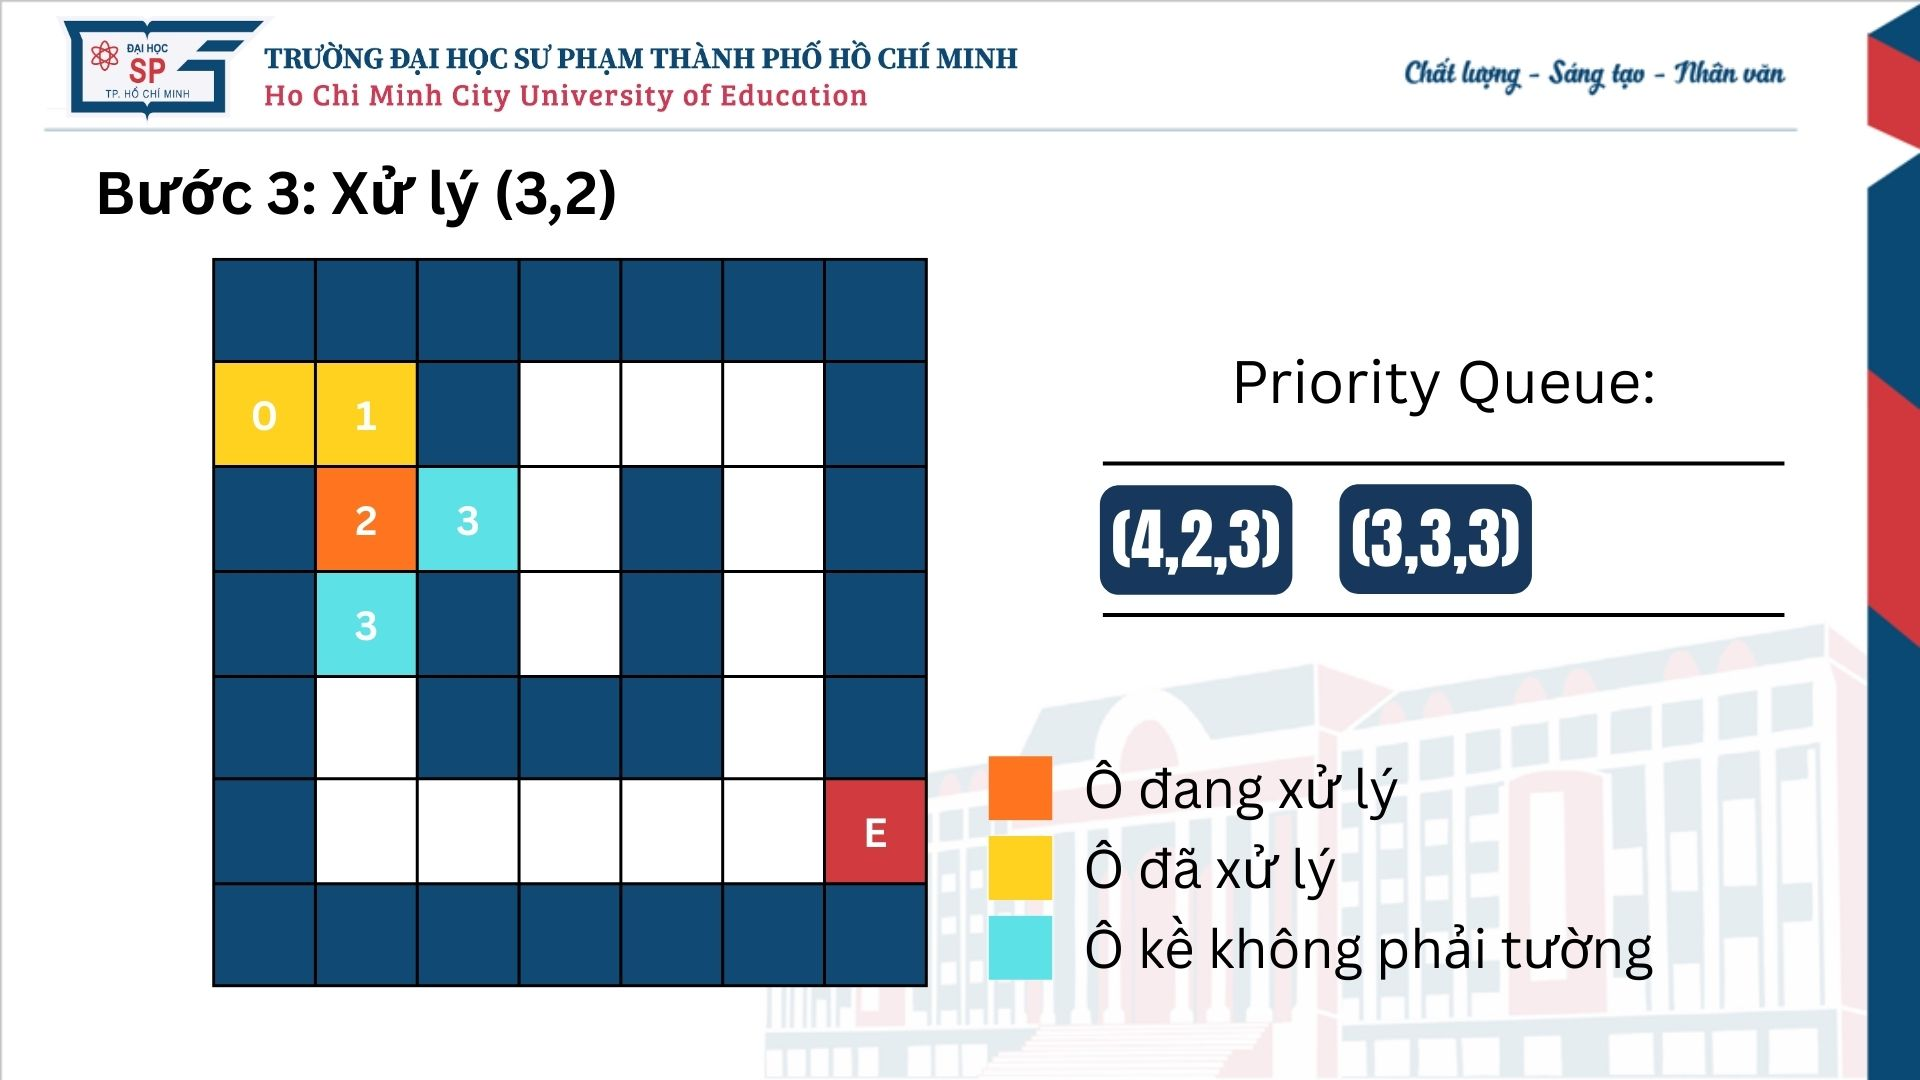 ĐẠI HỌC
SP
TP. HỒ CHÍ MINH
TRƯỜNG ĐẠI HỌC SƯ PHẠM THÀNH PHỐ HỒ CHÍ MINH
Ho Chi Minh City University of Education
Chất lượng - Sáng tạo - Nhân văn
Bước 3: Xử lý (3,2)
0 1
2 3
3
E
Priority Queue:
(4,2,3) (3,3,3)
Ô đang xử lý
Ô đã xử lý
Ô kề không phải tường